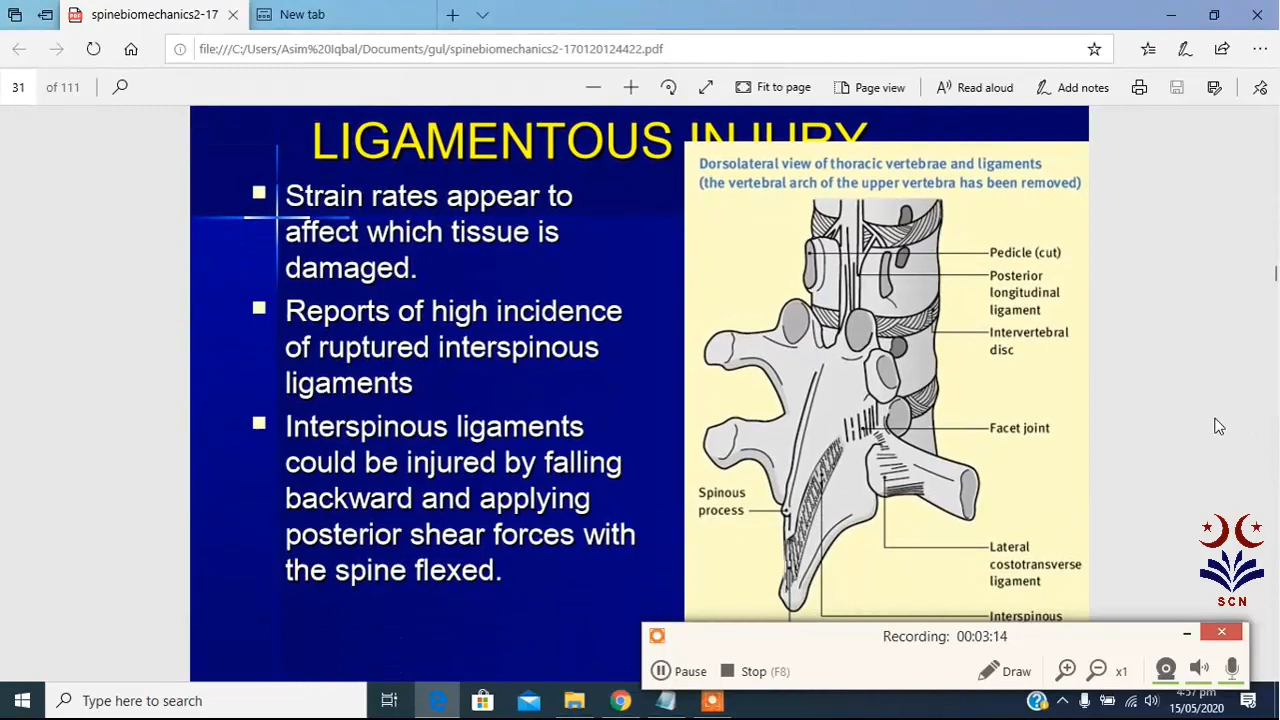 spinebiomechanics2-17
New tab
file:///C:/Users/Asim%20Iqbal/Documents/gul/spinebiomechanics2-170120124422.pdf
31 of 111
Fit to page
Page view
Read aloud
Add notes
LIGAMENTOUS INJURY
Strain rates appear to
affect which tissue is
damaged.
Reports of high incidence
of ruptured interspinous
ligaments
Interspinous ligaments
could be injured by falling
backward and applying
posterior shear forces with
the spine flexed.
Dorsolateral view of thoracic vertebrae and ligaments
(the vertebral arch of the upper vertebra has been removed)
Pedicle (cut)
Posterior
longitudinal
ligament
Intervertebral
disc
Facet joint
Spinous
process
Lateral
costotransverse
ligament
Interspinous
SCN
Recording: 00:03:14
Pause
Stop (F8)
Draw
x1
Type here to search
4:57 pm
15/05/2020